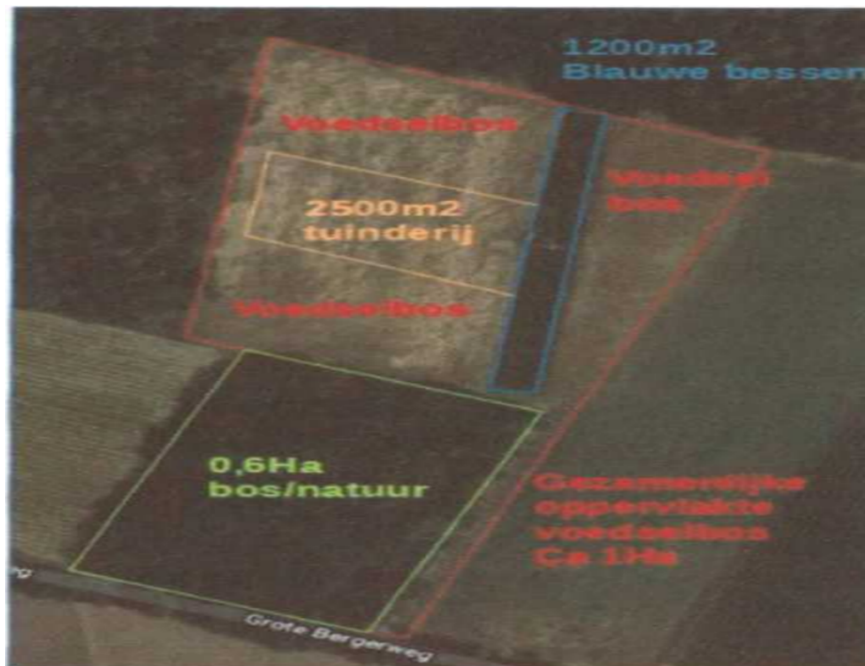 1200m2
Blauwe bessen
Voedselbos
Voedsel
bos
2500m2
tuinderij
Voedselbos
0,6Ha
bos/natuur
Gezamenlijke
oppervlakte
voedselbos
Ca 1Ha
eg
Grote Bergerweg